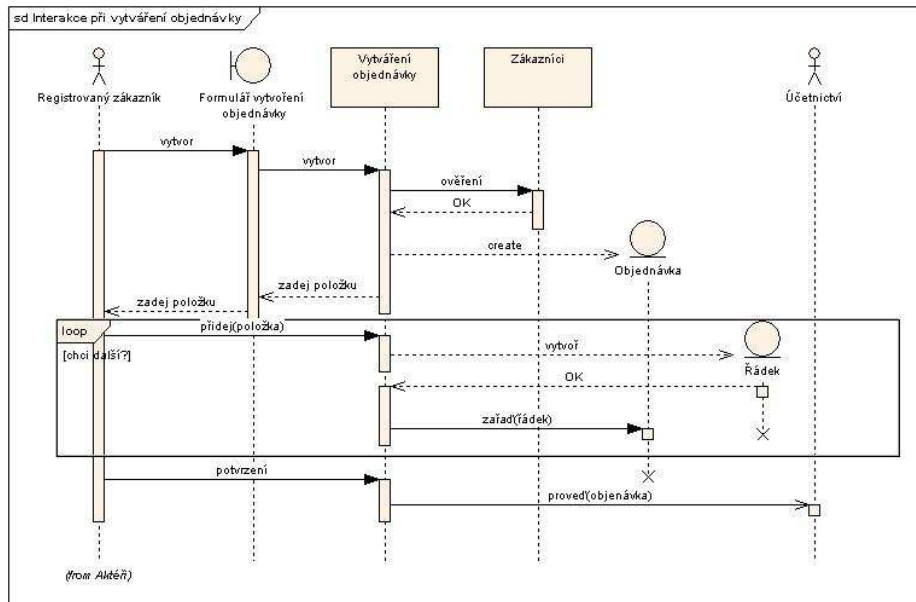 sd Interakce při vytváření objednávky
Registrovaný zákazník
Formulář vytvoření
objednávky
Vytváření
objednávky
Zákazníci
Účetnictví
vytvor
vytvor
ověření
OK
create
Objednávka
zadej položku
zadej položku
loop
[chci další?]
přidej(položka)
vytvoř
Řádek
OK
zařaď(řádek)
potvrzení
proveď(objenávka)
(from Aktéři)